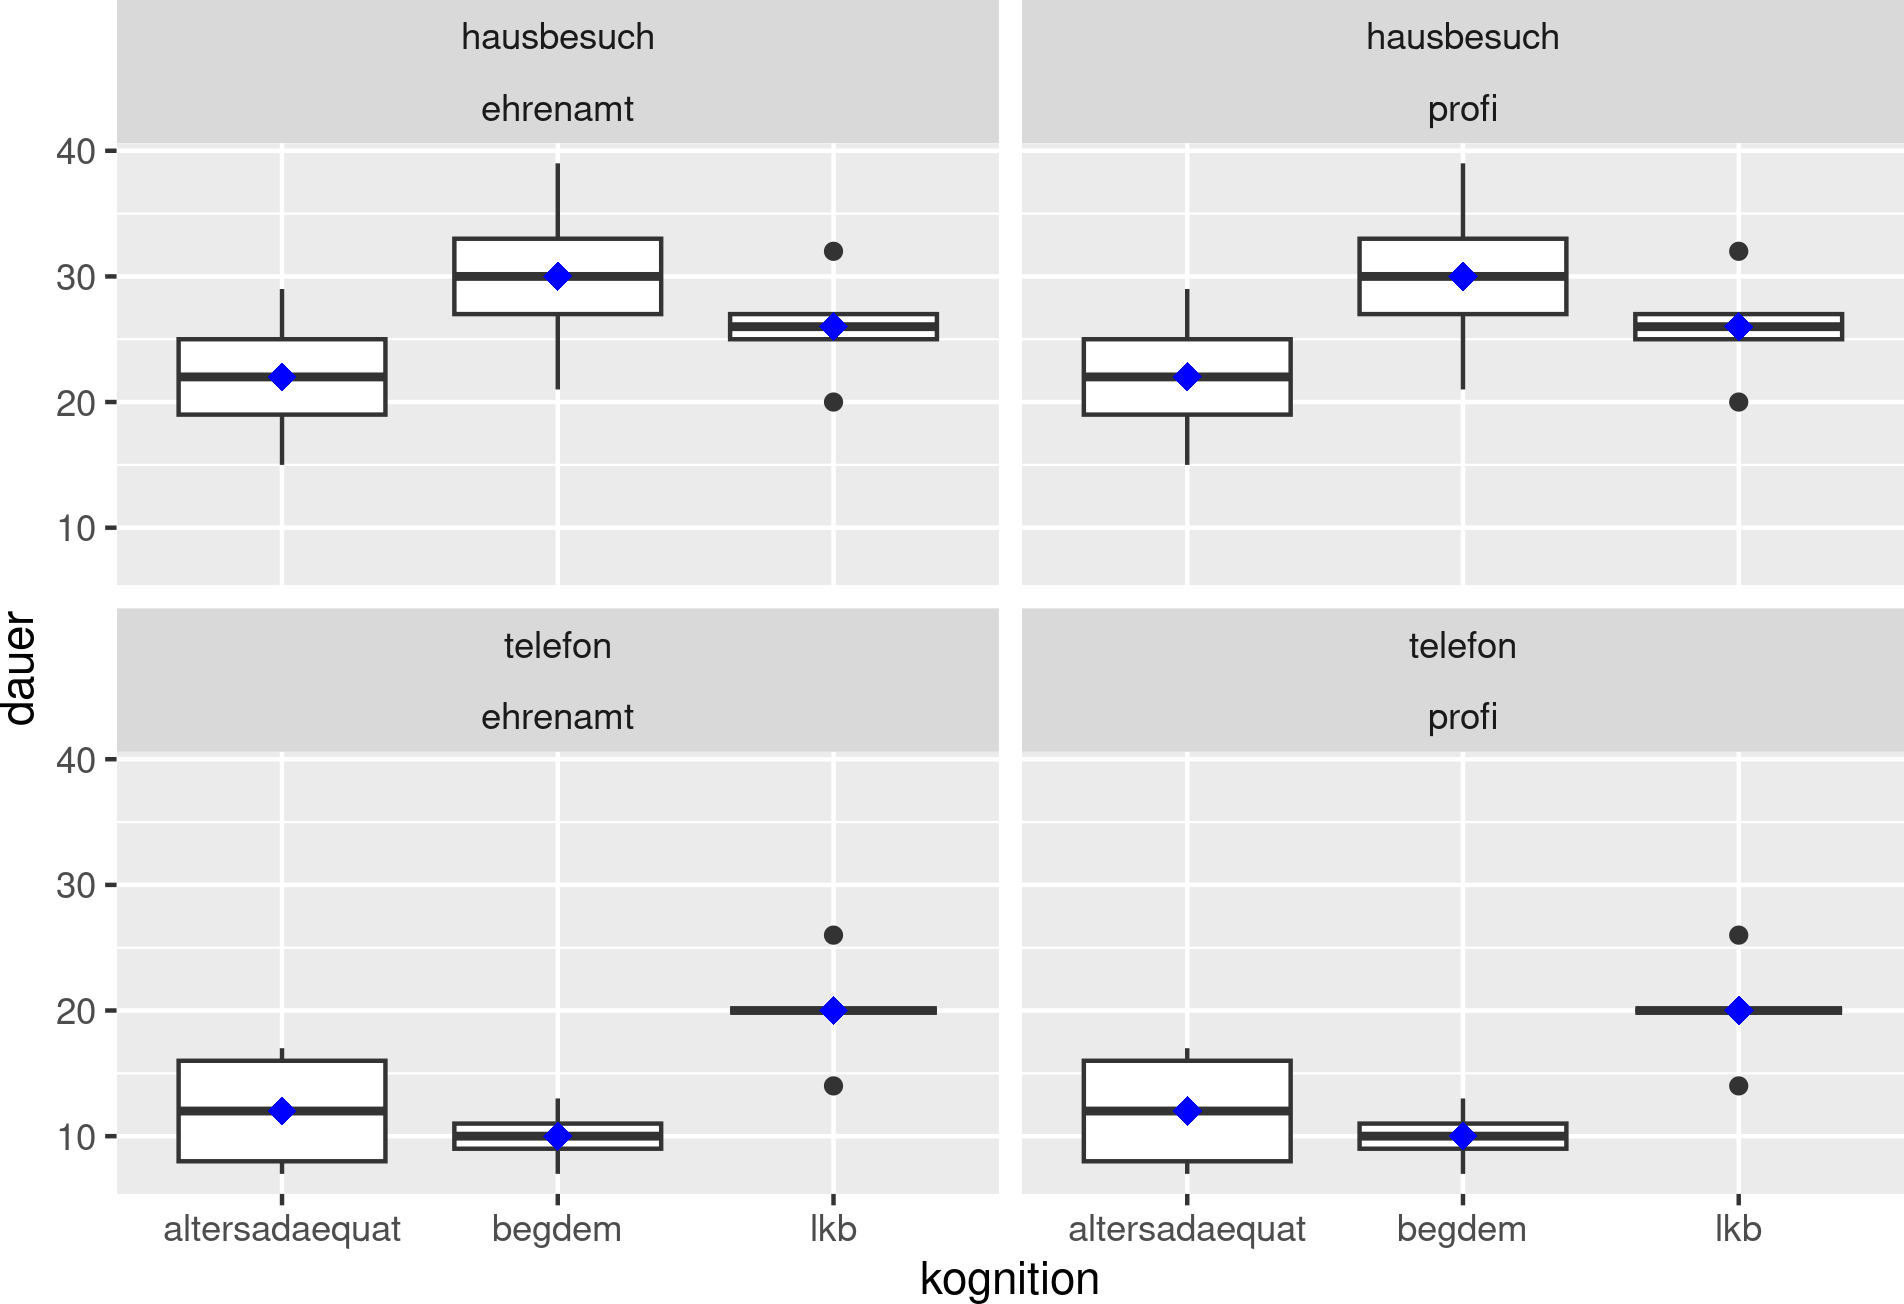 hausbesuch
ehrenamt
hausbesuch
profi
40
30
20
10
telefon
ehrenamt
telefon
profi
40
30
20
10
dauer
altersadaequat begdem lkb
altersadaequat begdem lkb
kognition